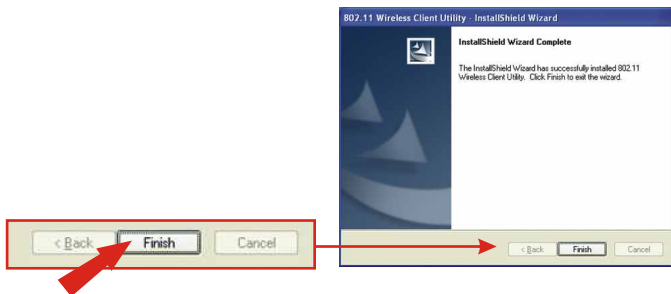 802.11 Wireless Client Utility - InstallShield Wizard
InstallShield Wizard Complete
The InstallShield Wizard has successfully installed 802.11
Wireless Client Utility. Click Finish to exit the wizard.
< Back Finish Cancel
< Back Finish Cancel